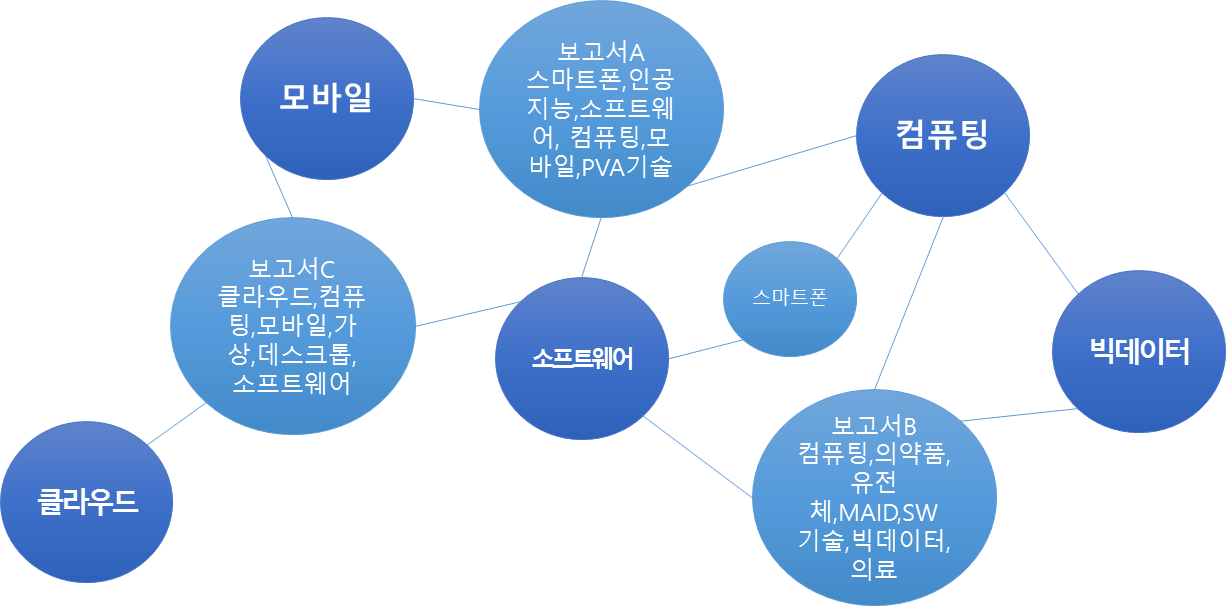 모바일
보고서A
스마트폰,인공
지능,소프트웨
어, 컴퓨팅,모
바일,PVA기술
컴퓨팅
보고서C
클라우드,컴퓨
팅,모바일,가
상,데스크톱,
소프트웨어
스마트폰
소프트웨어
빅데이터
보고서B
컴퓨팅,의약품,
유전
체,MAID,SW
기술,빅데이터,
의료
클라우드